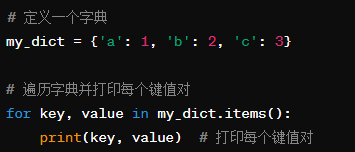 # 定义一个字典
my_dict = {'a': 1, 'b': 2, 'c': 3}
# 遍历字典并打印每个键值对
for key, value in my_dict.items():
    print(key, value)  # 打印每个键值对